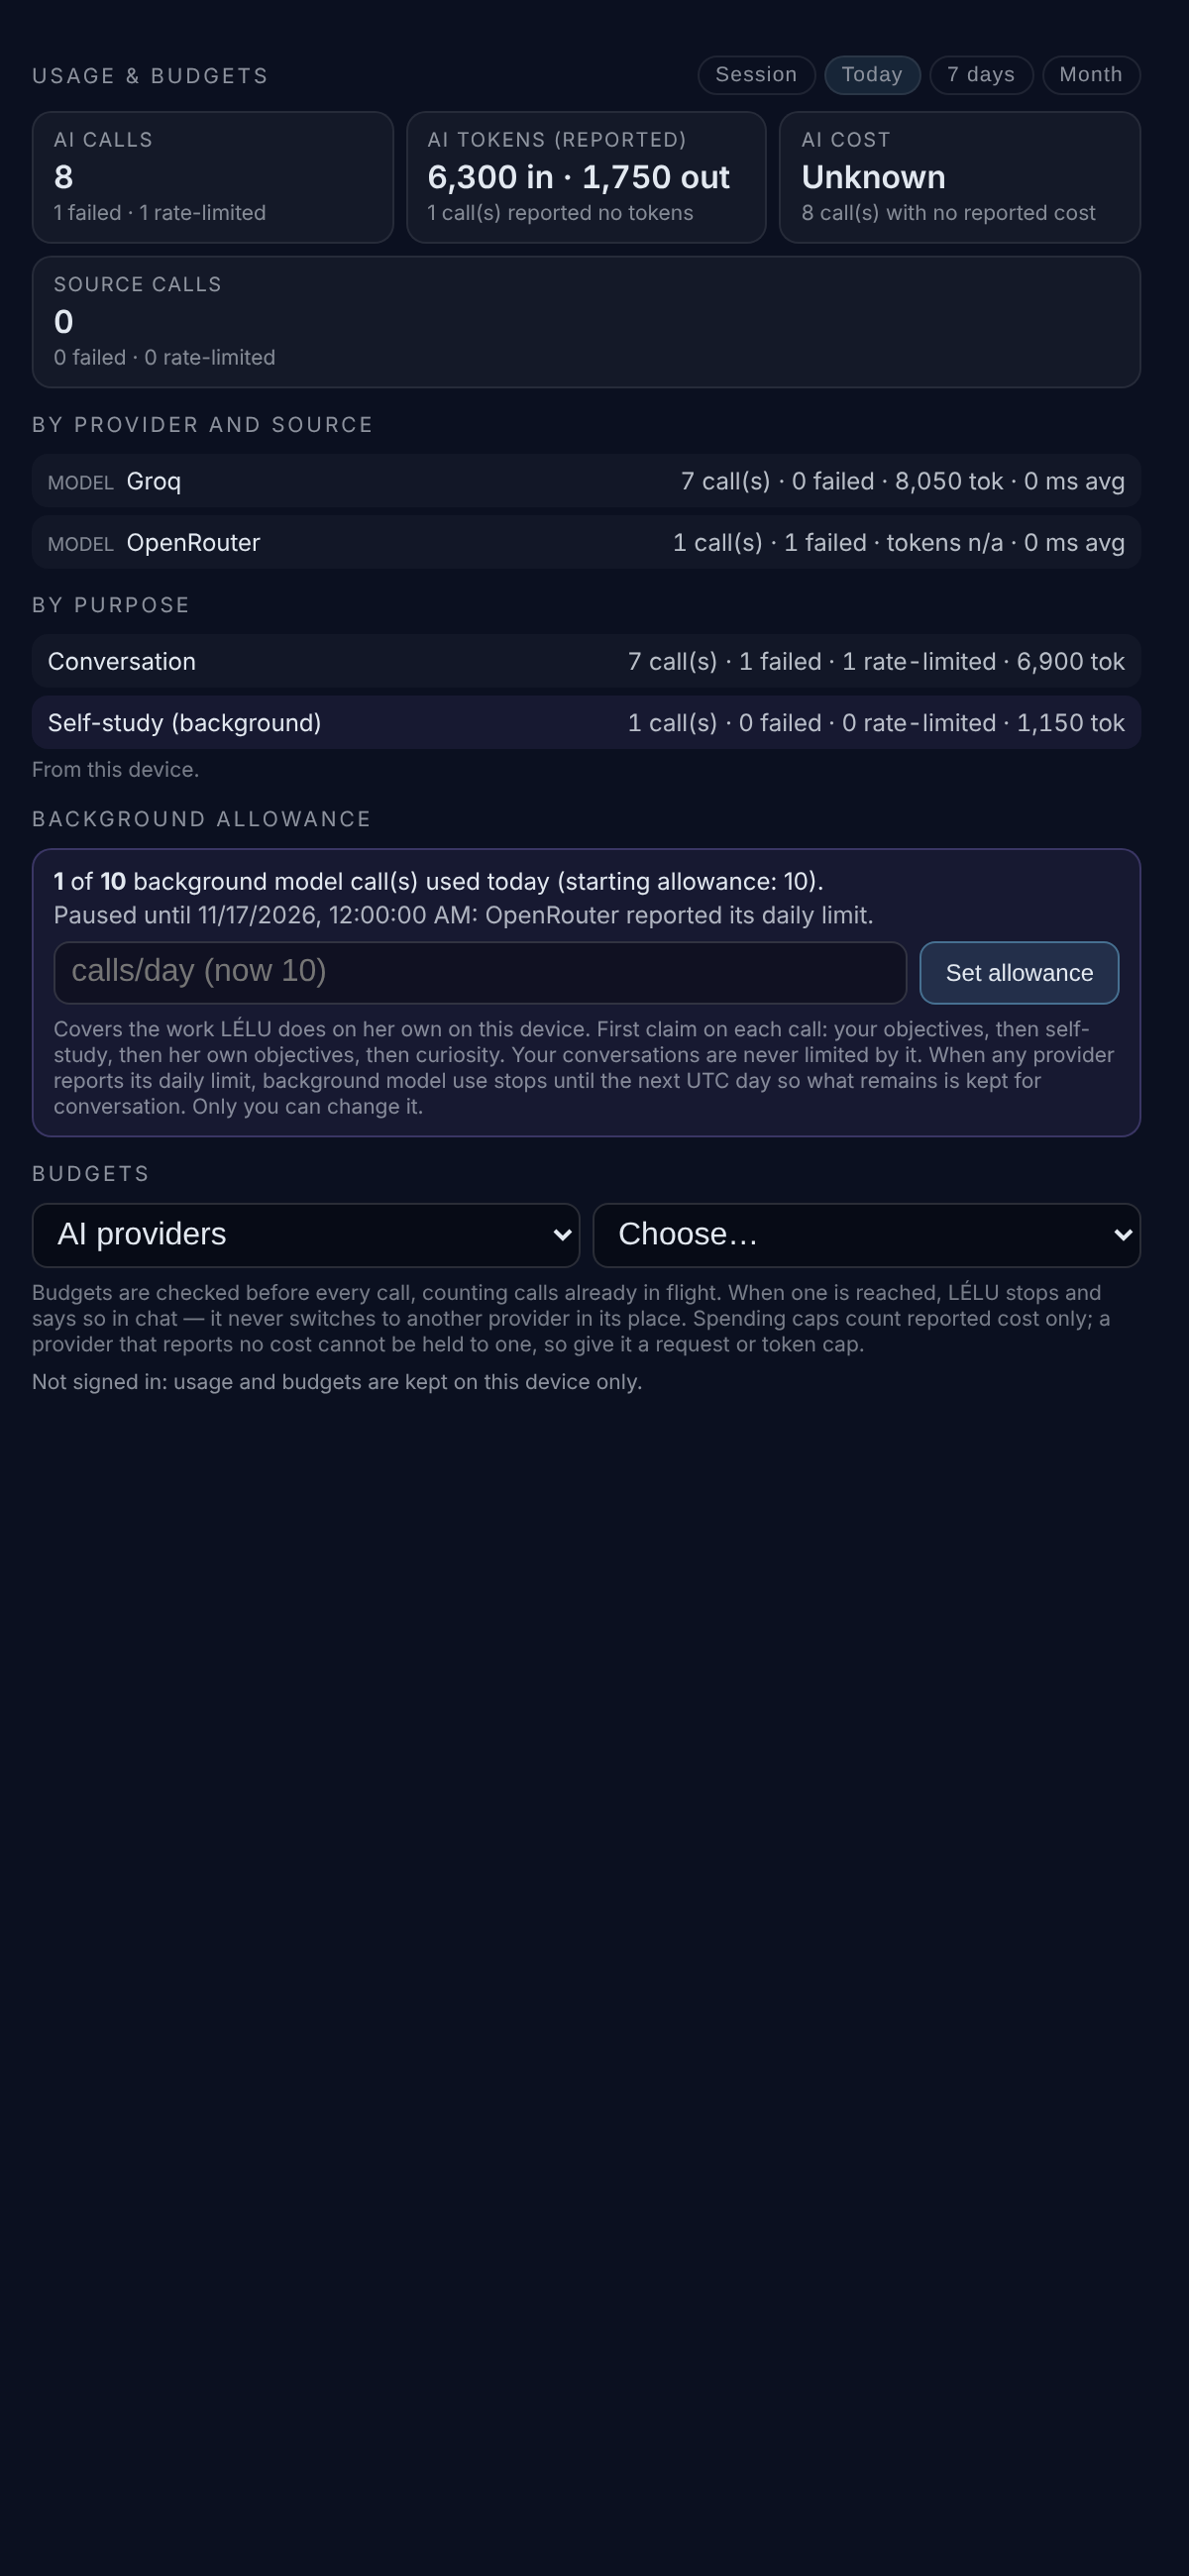 USAGE & BUDGETS
Session Today 7 days Month
AI CALLS
8
1 failed · 1 rate-limited
AI TOKENS (REPORTED)
6,300 in · 1,750 out
1 call(s) reported no tokens
AI COST
Unknown
8 call(s) with no reported cost
SOURCE CALLS
0
0 failed · 0 rate-limited
BY PROVIDER AND SOURCE
MODEL Groq 7 call(s) · 0 failed · 8,050 tok · 0 ms avg
MODEL OpenRouter 1 call(s) · 1 failed · tokens n/a · 0 ms avg
BY PURPOSE
Conversation 7 call(s) · 1 failed · 1 rate-limited · 6,900 tok
Self-study (background) 1 call(s) · 0 failed · 0 rate-limited · 1,150 tok
From this device.
BACKGROUND ALLOWANCE
1 of 10 background model call(s) used today (starting allowance: 10).
Paused until 11/17/2026, 12:00:00 AM: OpenRouter reported its daily limit.
calls/day (now 10) Set allowance
Covers the work LÉLU does on her own on this device. First claim on each call: your objectives, then self-
study, then her own objectives, then curiosity. Your conversations are never limited by it. When any provider
reports its daily limit, background model use stops until the next UTC day so what remains is kept for
conversation. Only you can change it.
BUDGETS
AI providers Choose…
Budgets are checked before every call, counting calls already in flight. When one is reached, LÉLU stops and
says so in chat — it never switches to another provider in its place. Spending caps count reported cost only; a
provider that reports no cost cannot be held to one, so give it a request or token cap.
Not signed in: usage and budgets are kept on this device only.